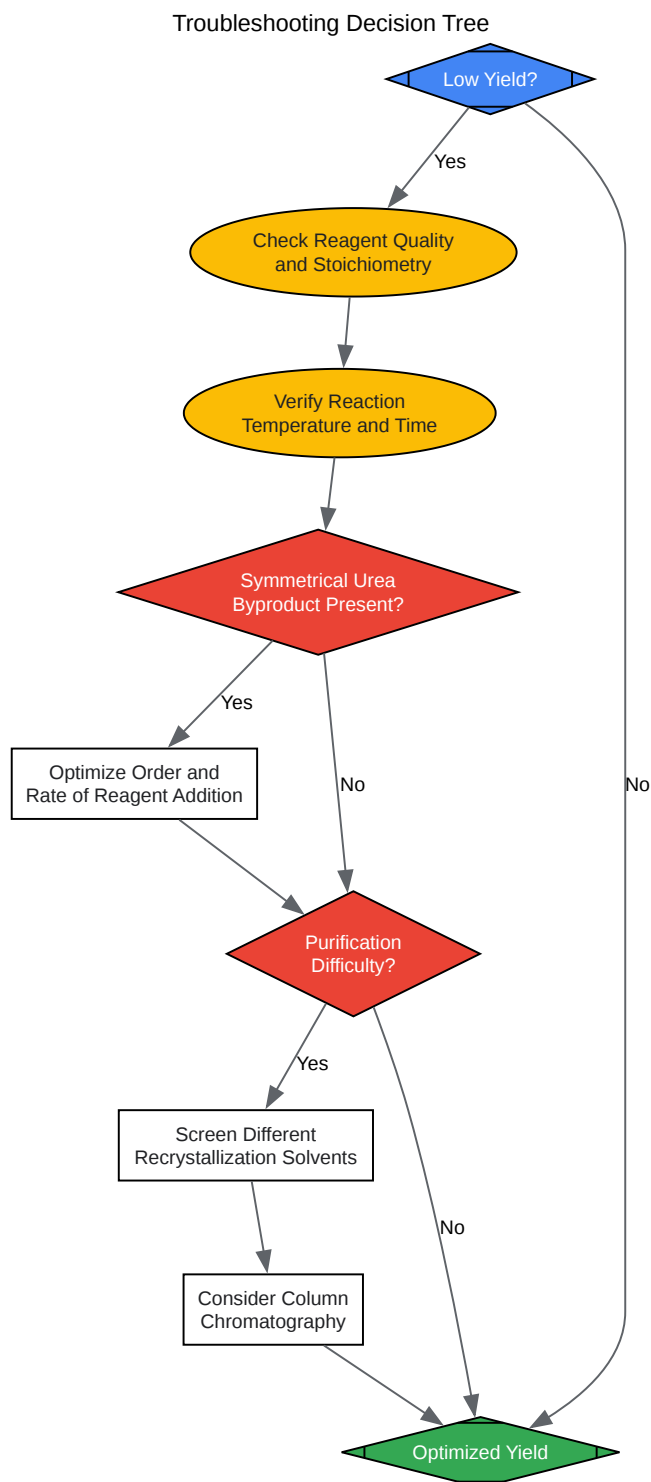 Troubleshooting Decision Tree
Low Yield?
Yes
Check Reagent Quality
and Stoichiometry
Verify Reaction
Temperature and Time
Symmetrical Urea
Byproduct Present?
Yes
Optimize Order and
Rate of Reagent Addition
No
No
Purification
Difficulty?
Yes
Screen Different
Recrystallization Solvents
No
Consider Column
Chromatography
Optimized Yield